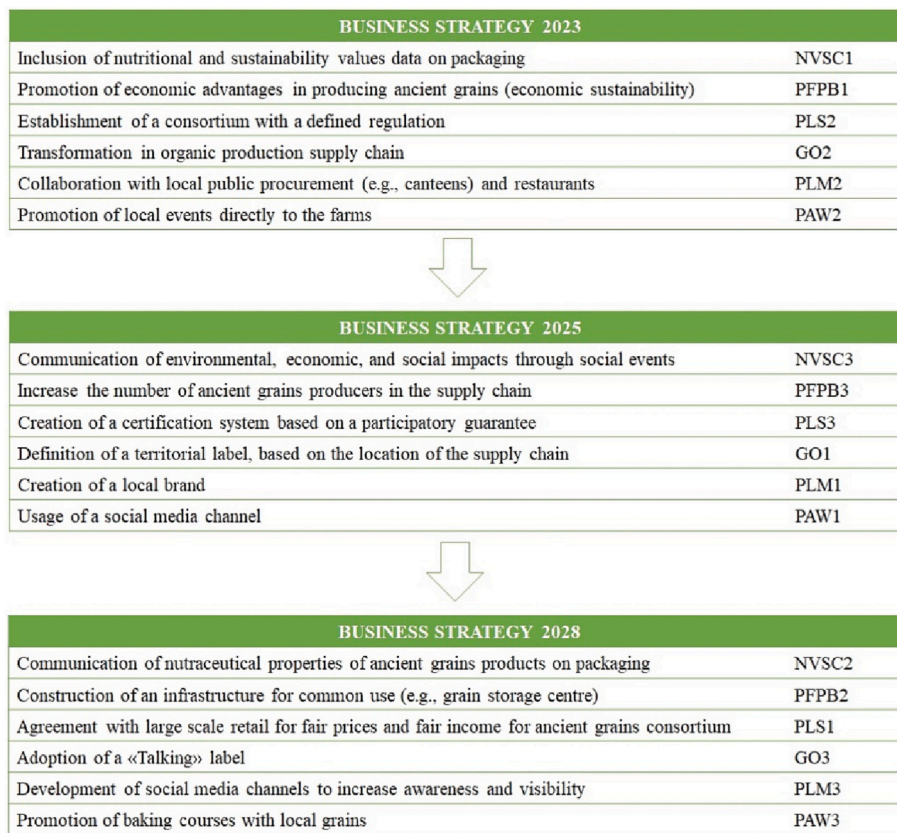 BUSINESS STRATEGY 2023
Inclusion of nutritional and sustainability values data on packaging NVSC1
Promotion of economic advantages in producing ancient grains (economic sustainability) PFPB1
Establishment of a consortium with a defined regulation PLS2
Transformation in organic production supply chain GO2
Collaboration with local public procurement (e.g., canteens) and restaurants PLM2
Promotion of local events directly to the farms PAW2
BUSINESS STRATEGY 2025
Communication of environmental, economic, and social impacts through social events NVSC3
Increase the number of ancient grains producers in the supply chain PFPB3
Creation of a certification system based on a participatory guarantee PLS3
Definition of a territorial label, based on the location of the supply chain GO1
Creation of a local brand PLM1
Usage of a social media channel PAW1
BUSINESS STRATEGY 2028
Communication of nutraceutical properties of ancient grains products on packaging NVSC2
Construction of an infrastructure for common use (e.g., grain storage centre) PFPB2
Agreement with large scale retail for fair prices and fair income for ancient grains consortium PLS1
Adoption of a «Talking» label GO3
Development of social media channels to increase awareness and visibility PLM3
Promotion of baking courses with local grains PAW3